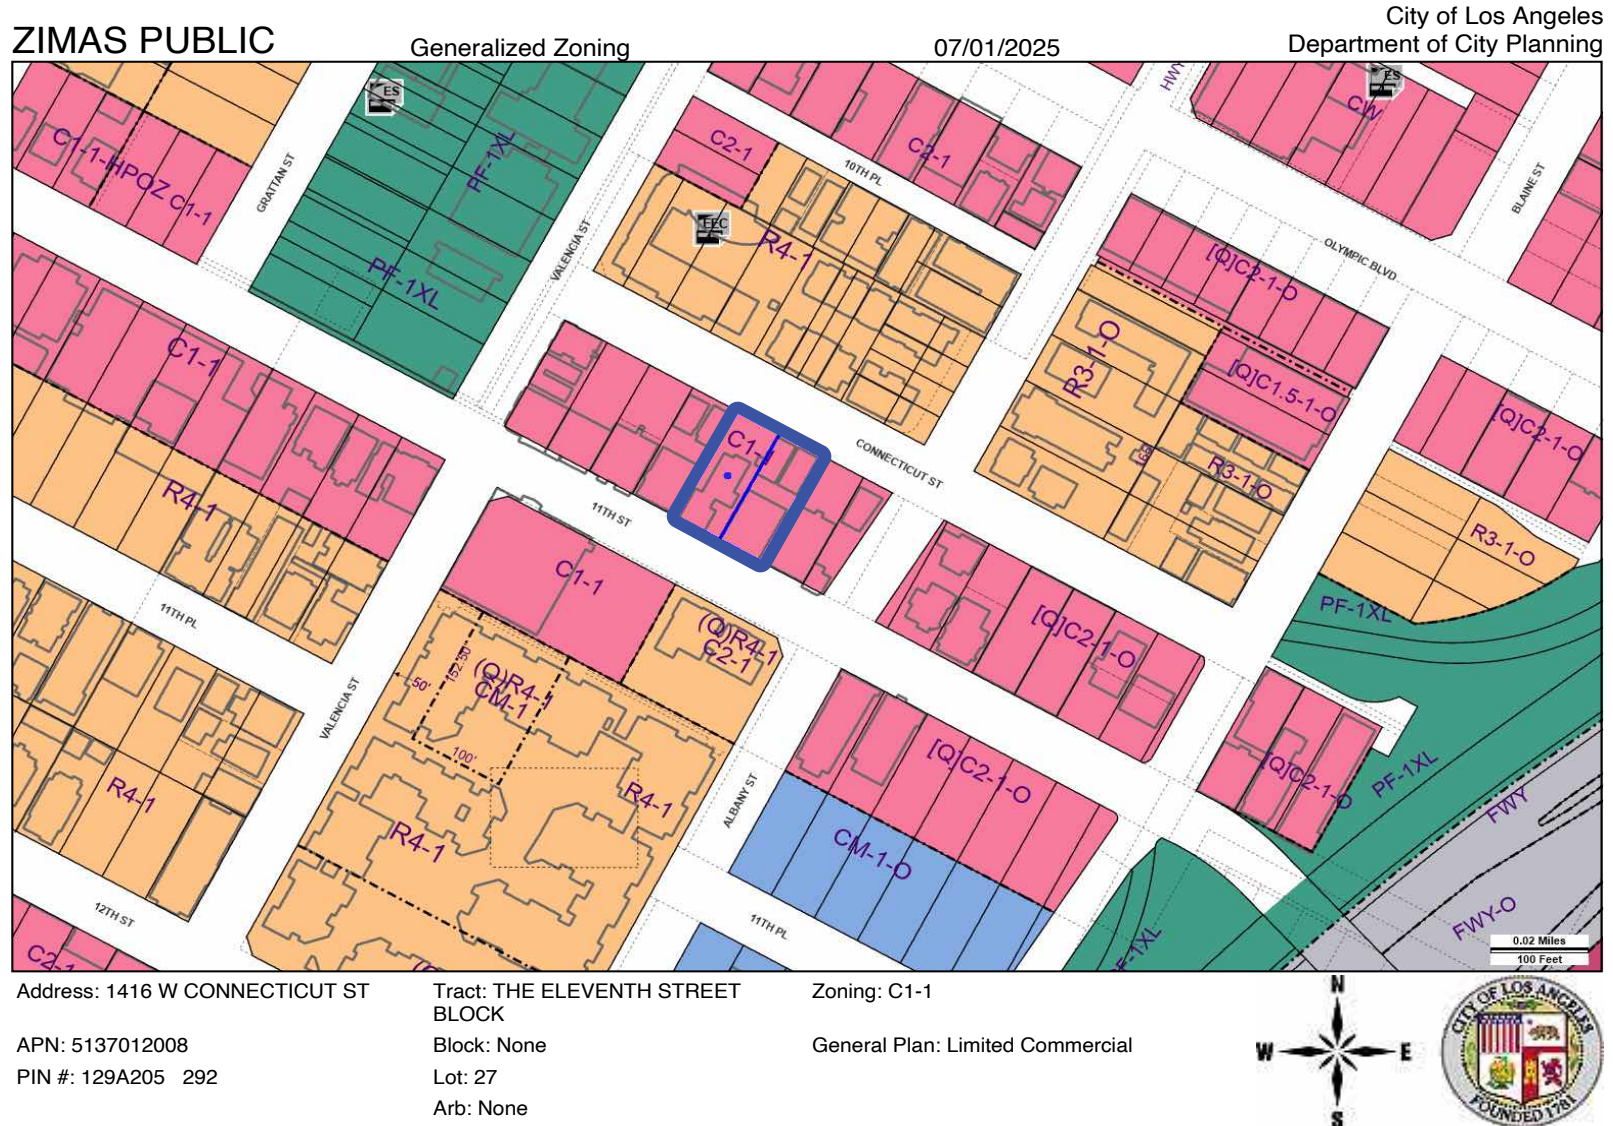 City of Los Angeles
ZIMAS PUBLIC
Generalized Zoning
07/01/2025
Department of City Planning
ES
ES
HWY
CW
C1-1-HPOZ
C1-1
GRATTAN ST
PF-1XL
PF-1XL
C2-1
C2-1
10TH PL
BLAINE ST
VALENCIA ST
EEC
R4-1
[Q]C2-1-O
OLYMPIC BLVD
C1-1
R3-1-O
[Q]C1.5-1-O
[Q]C2-1-O
C1-
CONNECTICUT ST
168'
R3-1-O
R4-1
11TH ST
R3-1-O
C1-1
PF-1XL
11TH PL
(Q)R4-1
C2-1
[Q]C2-1-O
152.50'
50'
(Q)R4-1
CM-1
VALENCIA ST
100'
[Q]C2-1-O
[Q]C2-1-O
PF-1XL
R4-1
R4-1
ALBANY ST
FWY
R4-1
CM-1-O
12TH ST
11TH PL
FWY-O
C2-1
0.02 Miles
100 Feet
Address: 1416 W CONNECTICUT ST
Tract: THE ELEVENTH STREET
BLOCK
Zoning: C1-1
APN: 5137012008
Block: None
General Plan: Limited Commercial
PIN #: 129A205 292
Lot: 27
Arb: None
N
W
E
S
CITY OF LOS ANGELES
FOUNDED 1781